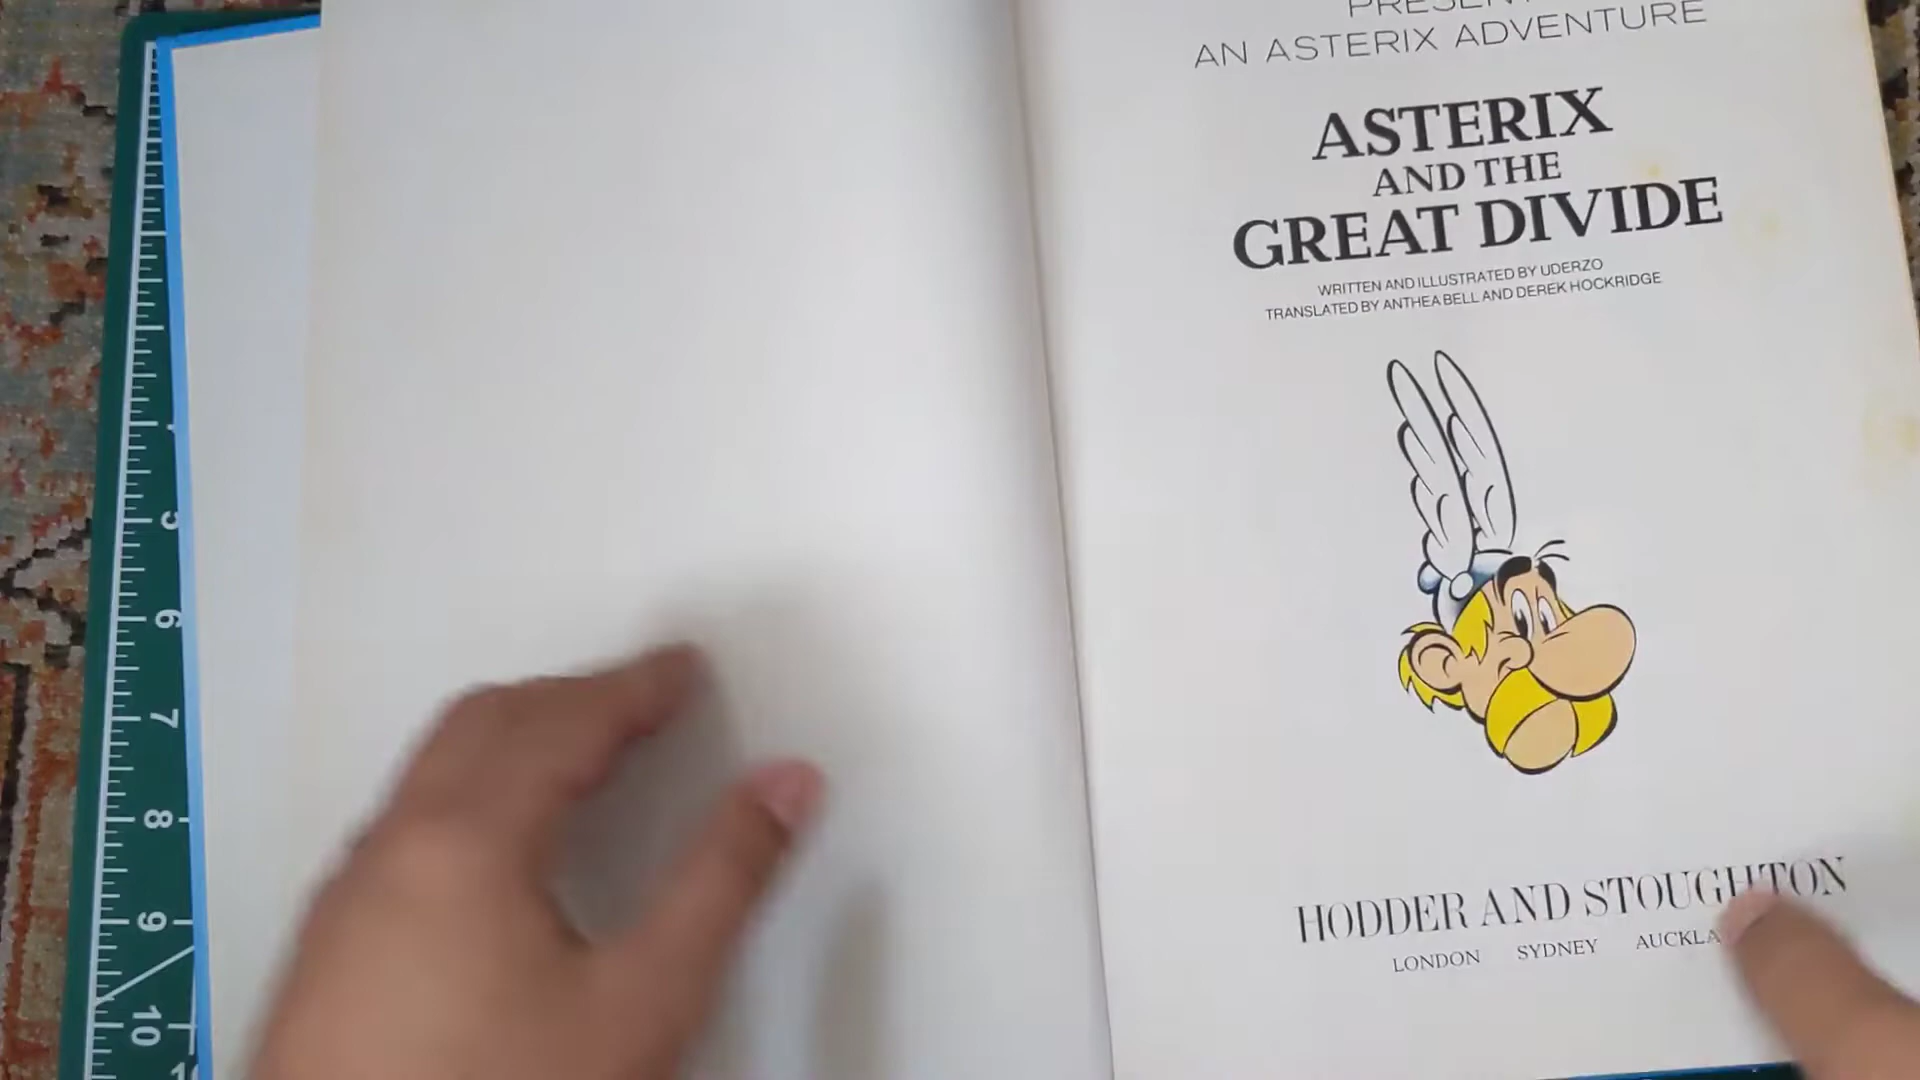 AN ASTERIX ADVENTURE
ASTERIX
AND THE
GREAT DIVIDE
WRITTEN AND ILLUSTRATED BY UDERZO
TRANSLATED BY ANTHEA BELL AND DEREK HOCKRIDGE
HODDER AND STOUGHTON
LONDON SYDNEY
6
7
8
9
10